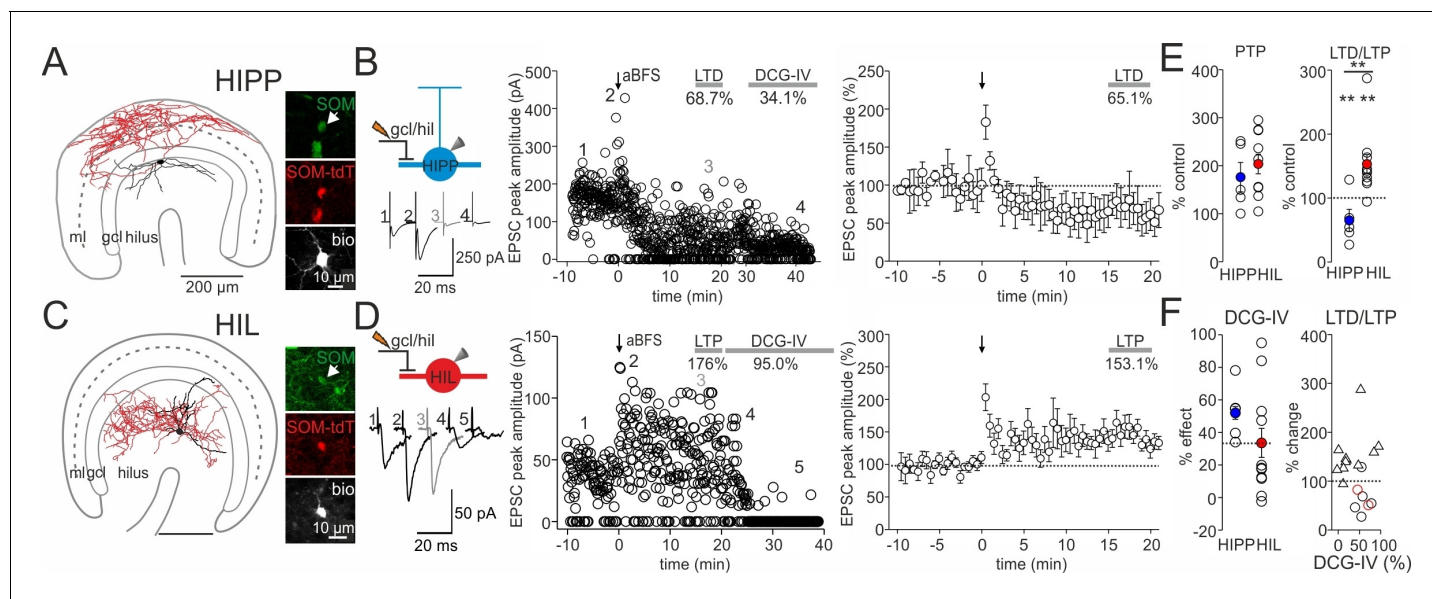 A
HIPP
SOM
SOM-tdT
bio
10 µm
ml gcl hilus
200 µm
B
gcl/hil
HIPP
1 2 3 4
250 pA
20 ms
EPSC peak amplitude (pA)
500
400
300
200
100
0
aBFS
LTD
68.7%
DCG-IV
34.1%
1
2
3
4
-10 0 10 20 30 40
time (min)
EPSC peak amplitude (%)
250
200
150
100
50
0
LTD
65.1%
-10 -5 0 5 10 15 20
time (min)
E
PTP
% control
400
300
200
100
0
HIPP HIL
LTD/LTP
**
** **
% control
300
200
100
0
HIPP HIL
C
HIL
SOM
SOM-tdT
bio
10 µm
ml gcl hilus
D
gcl/hil
HIL
1 2 3 4 5
50 pA
20 ms
EPSC peak amplitude (pA)
150
100
50
0
aBFS
LTP
176%
DCG-IV
95.0%
1
2
3
4
5
-10 0 10 20 30 40
time (min)
EPSC peak amplitude (%)
300
250
200
150
100
50
0
LTP
153.1%
-10 -5 0 5 10 15 20
time (min)
F
DCG-IV
% effect
100
80
60
40
20
0
-20
HIPP HIL
LTD/LTP
% change
400
300
200
100
0
0 50 100
DCG-IV (%)